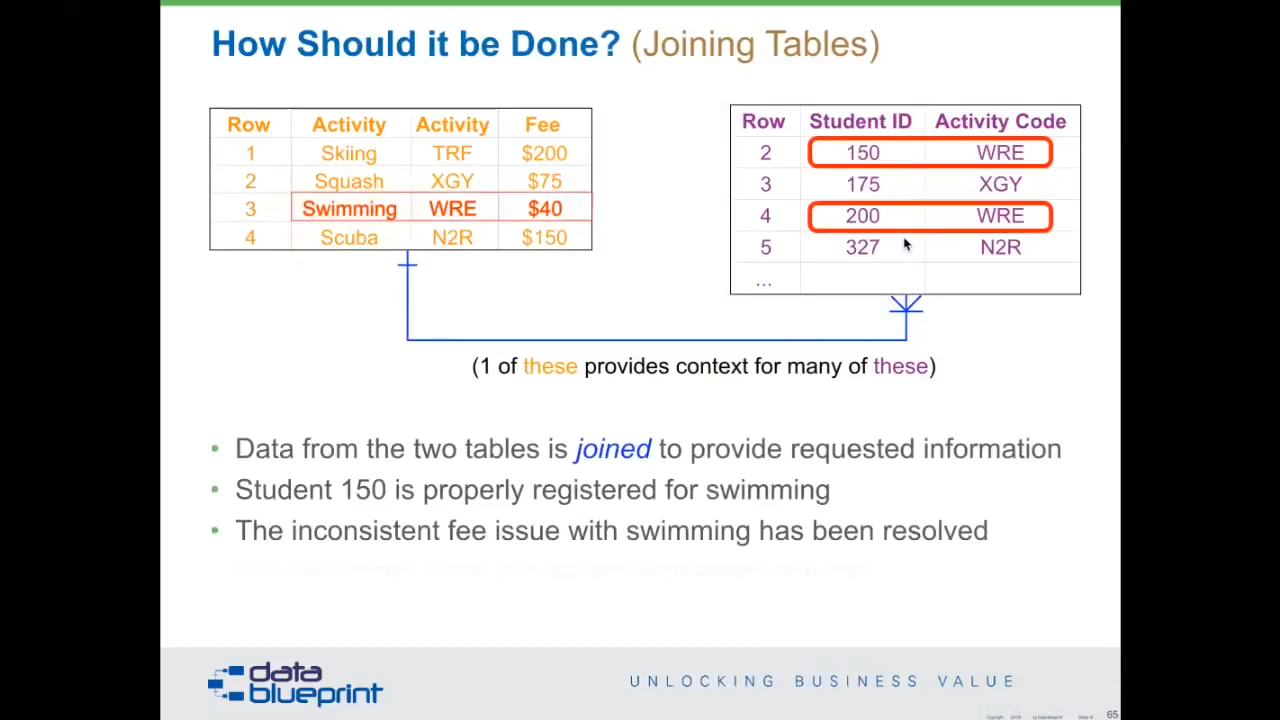 How Should it be Done? (Joining Tables)
Row Activity Activity Fee
1 Skiing TRF $200
2 Squash XGY $75
3 Swimming WRE $40
4 Scuba N2R $150
Row Student ID Activity Code
2 150 WRE
3 175 XGY
4 200 WRE
5 327 N2R
...
(1 of these provides context for many of these)
• Data from the two tables is joined to provide requested information
• Student 150 is properly registered for swimming
• The inconsistent fee issue with swimming has been resolved
data
blueprint
UNLOCKING BUSINESS VALUE
65